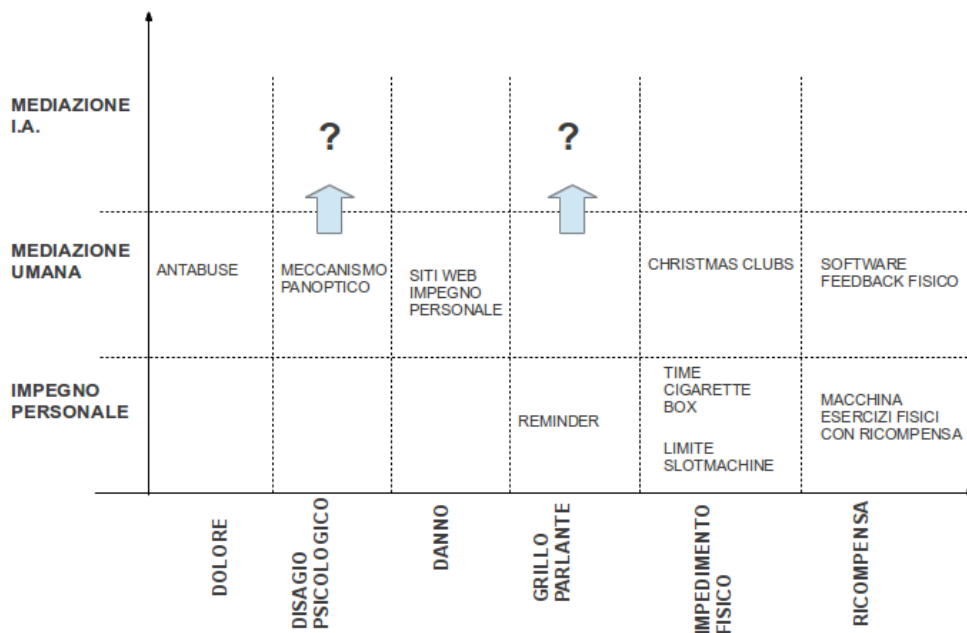 MEDIAZIONE
I.A.
?
?
MEDIAZIONE
UMANA
ANTABUSE
MECCANISMO
PANOPTICO
SITI WEB
IMPEGNO
PERSONALE
CHRISTMAS CLUBS
SOFTWARE
FEEDBACK FISICO
IMPEGNO
PERSONALE
REMINDER
TIME
CIGARETTE
BOX
LIMITE
SLOTMACHINE
MACCHINA
ESERCIZI FISICI
CON RICOMPENSA
DOLORE
DISAGIO
PSICOLOGICO
DANNO
GRILLO
PARLANTE
IMPEDIMENTO
FISICO
RICOMPENSA